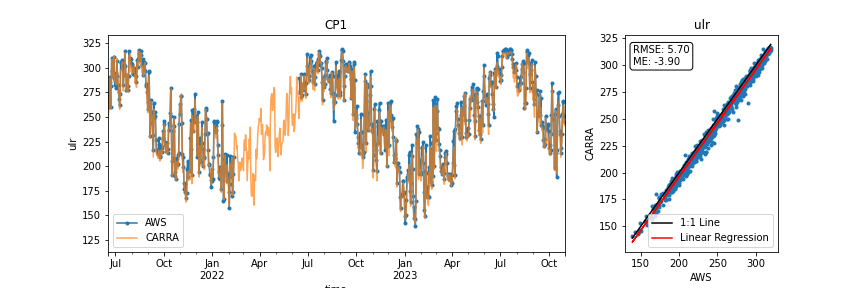 CP1
ulr
325
300
275
250
225
200
175
150
125
ulr
AWS
CARRA
Jul
Oct
Jan
2022
Apr
Jul
Oct
Jan
2023
Apr
Jul
Oct
time
ulr
RMSE: 5.70
ME: -3.90
325
300
275
250
225
200
175
150
CARRA
1:1 Line
Linear Regression
150
200
250
300
AWS